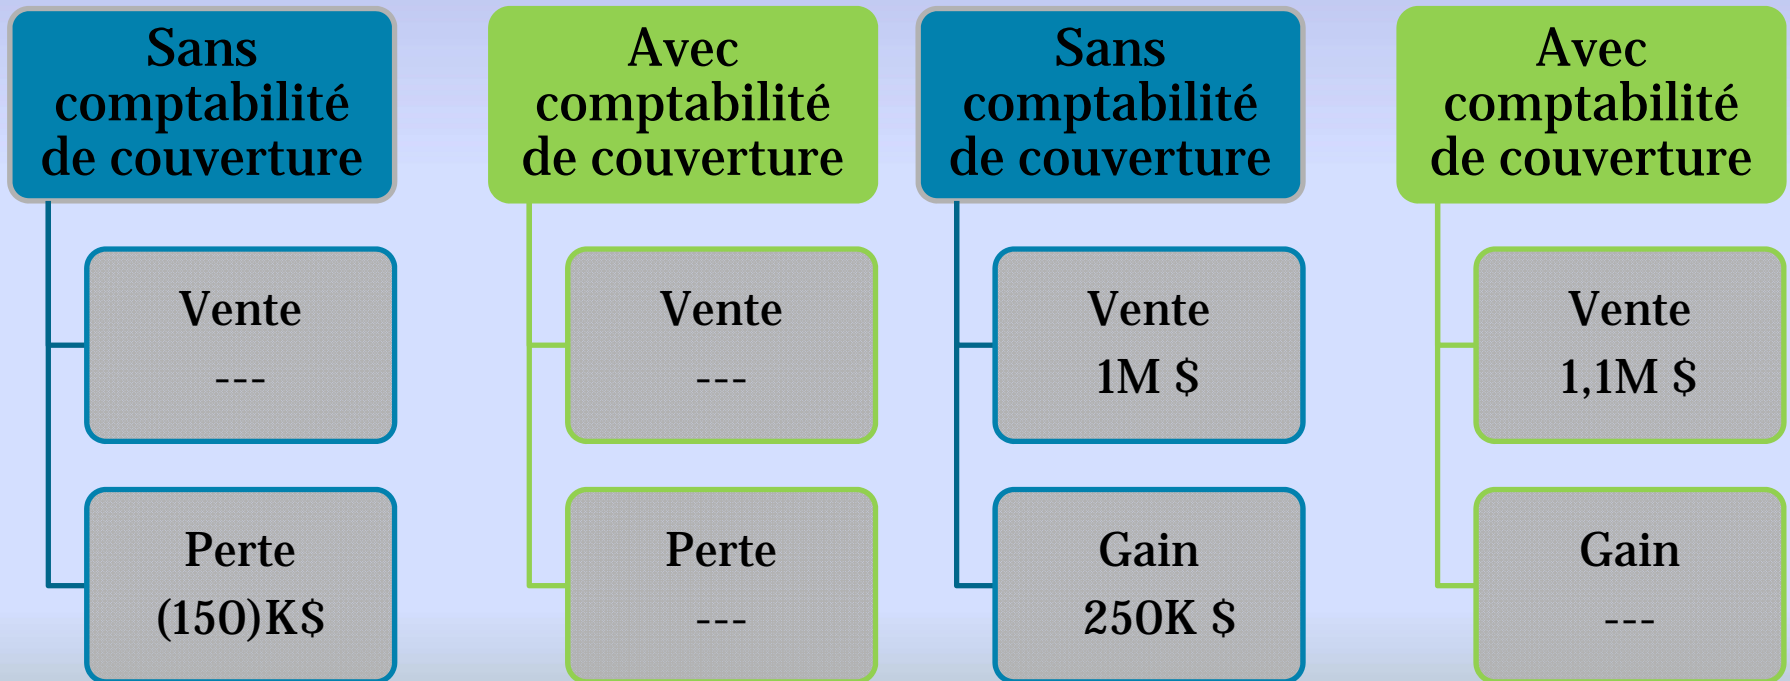 Sans
comptabilité
de couverture
Vente
---
Perte
(150)K$
Avec
comptabilité
de couverture
Vente
---
Perte
---
Sans
comptabilité
de couverture
Vente
1M $
Gain
250K $
Avec
comptabilité
de couverture
Vente
1,1M $
Gain
---